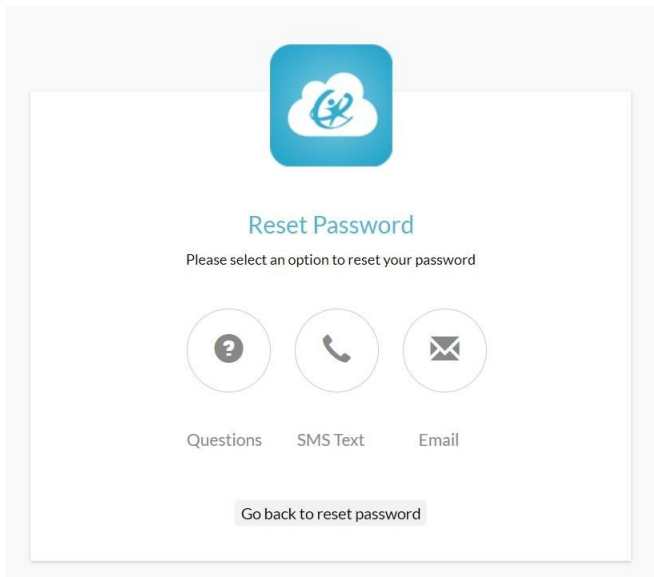 Reset Password
Please select an option to reset your password
Questions SMS Text Email
Go back to reset password